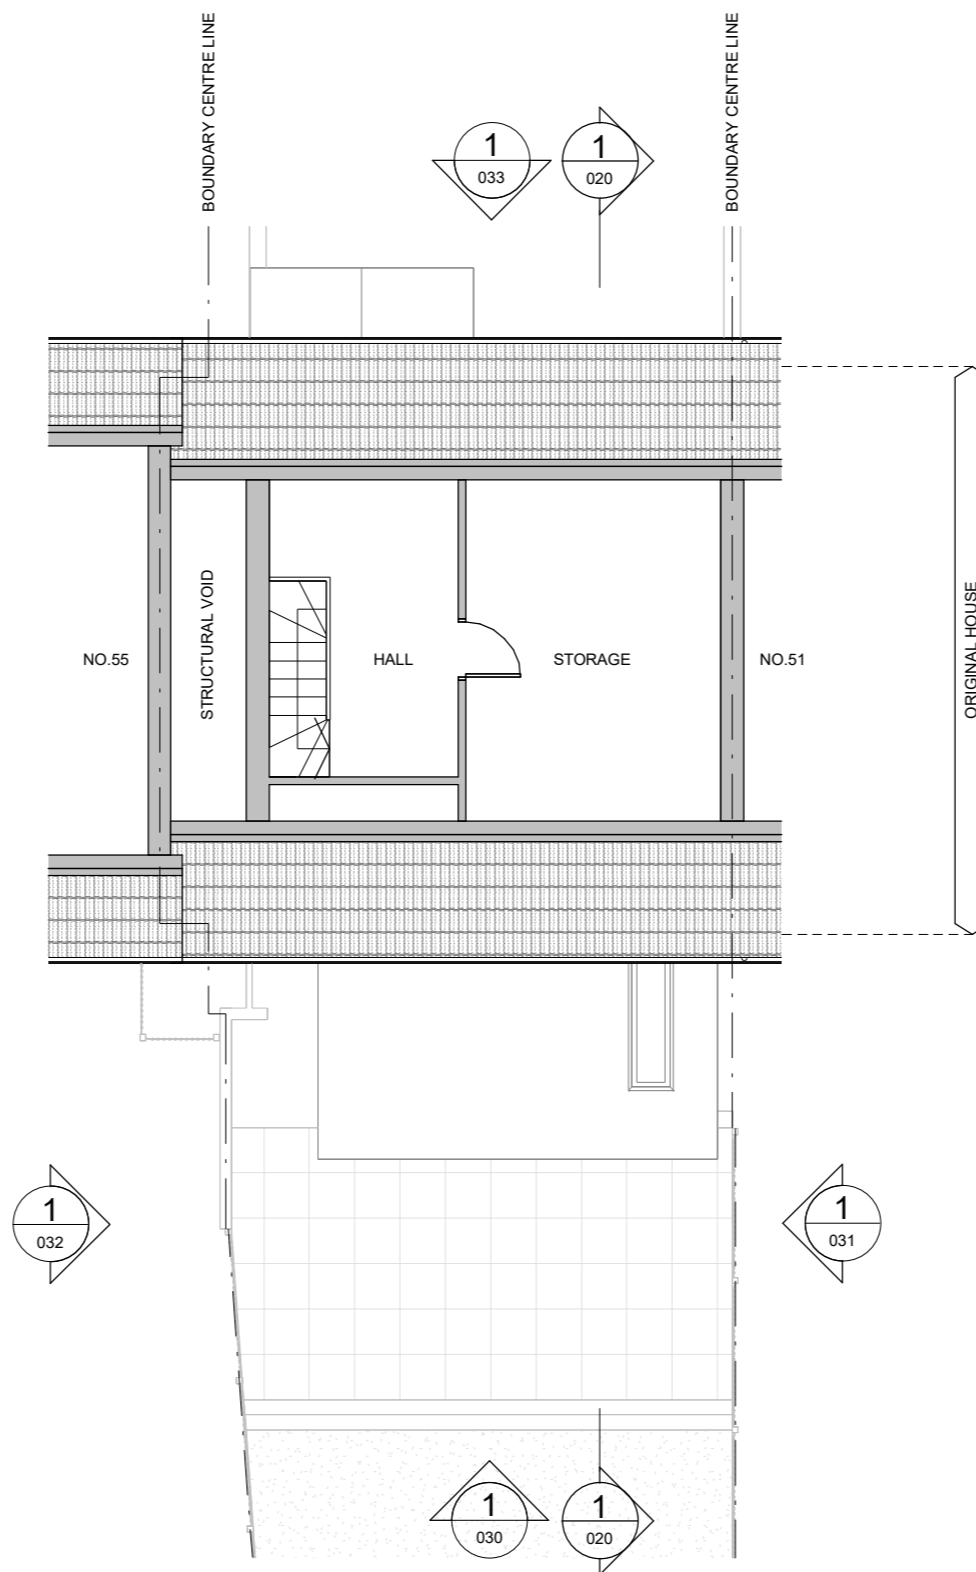 BOUNDARY CENTRE LINE
BOUNDARY CENTRE LINE
1
033
1
020
STRUCTURAL VOID
NO.55
HALL
STORAGE
NO.51
ORIGINAL HOUSE
1
032
1
031
1
030
1
020